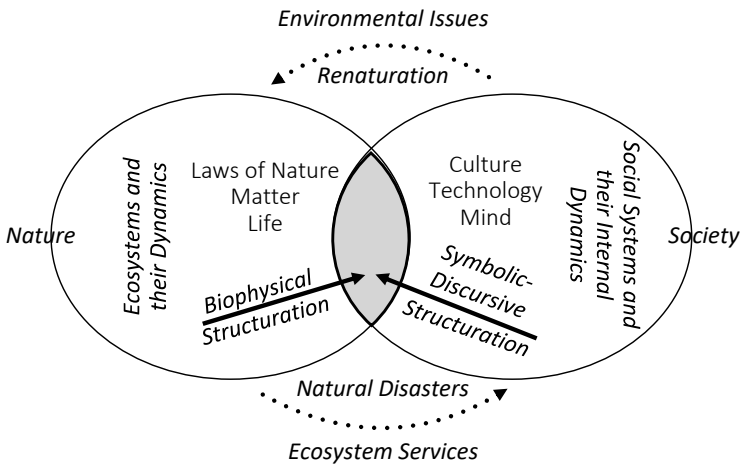 Environmental Issues
Renaturation
Nature
Ecosystems and
their Dynamics
Laws of Nature
Matter
Life
Biophysical
Structuration
Culture
Technology
Mind
Symbolic-
Discursive
Structuration
Social Systems and
their Internal
Dynamics
Society
Natural Disasters
Ecosystem Services